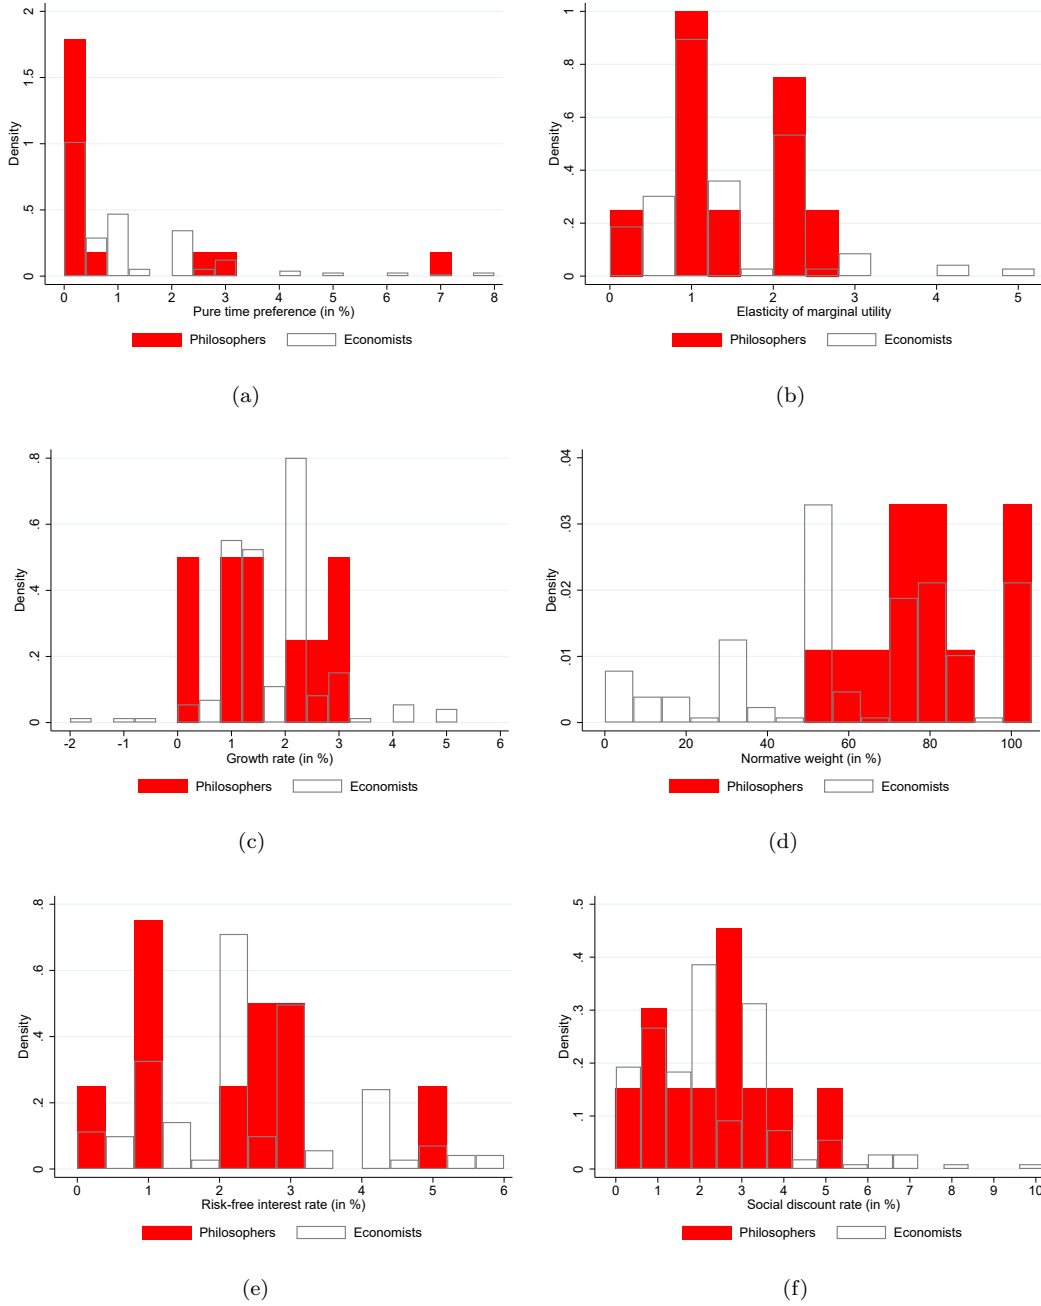 Density
0 .5 1 1.5 2
0 1 2 3 4 5 6 7 8
Pure time preference (in %)
Philosophers Economists
(a)
Density
0 .2 .4 .6 .8 1
0 1 2 3 4 5
Elasticity of marginal utility
Philosophers Economists
(b)
Density
0 .2 .4 .6 .8
-2 -1 0 1 2 3 4 5 6
Growth rate (in %)
Philosophers Economists
(c)
Density
0 .01 .02 .03 .04
0 20 40 60 80 100
Normative weight (in %)
Philosophers Economists
(d)
Density
0 .2 .4 .6 .8
0 1 2 3 4 5 6
Risk-free interest rate (in %)
Philosophers Economists
(e)
Density
0 .1 .2 .3 .4 .5
0 1 2 3 4 5 6 7 8 9 10
Social discount rate (in %)
Philosophers Economists
(f)